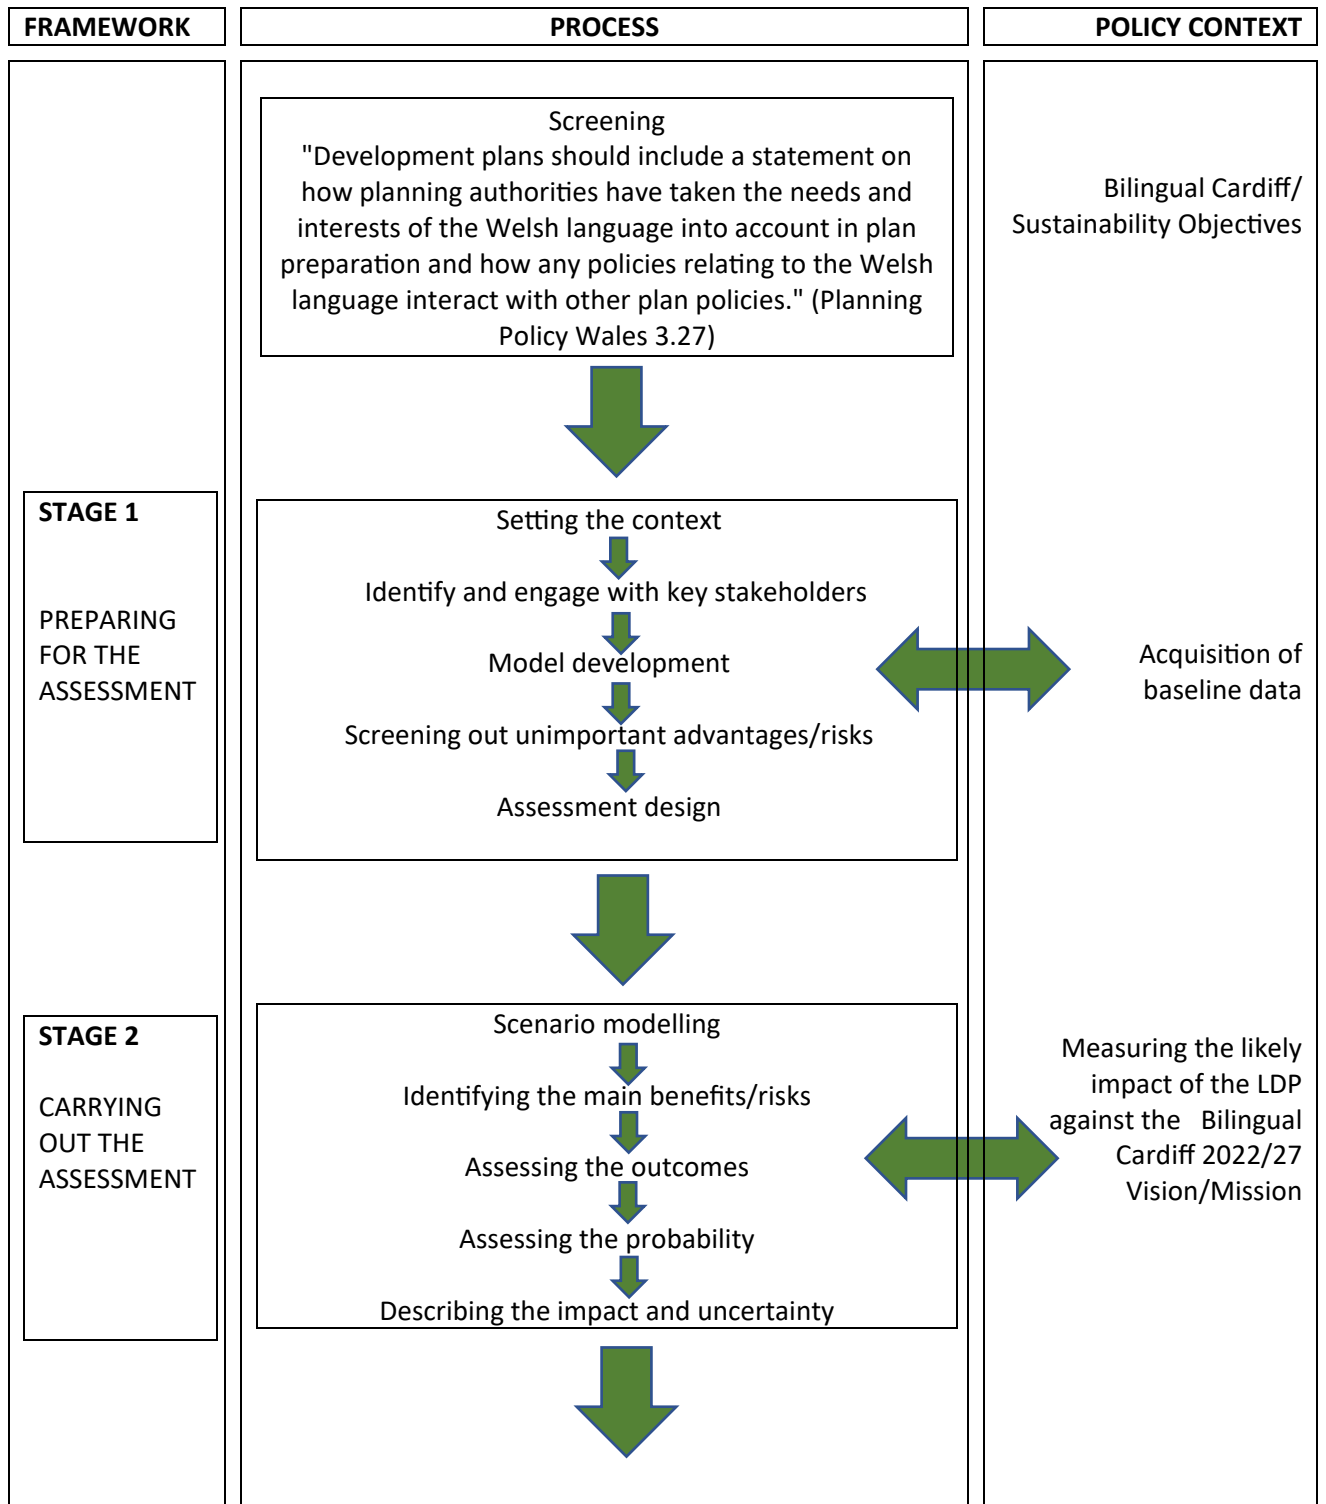 FRAMEWORK
PROCESS
POLICY CONTEXT
Screening
"Development plans should include a statement on
how planning authorities have taken the needs and
interests of the Welsh language into account in plan
preparation and how any policies relating to the Welsh
language interact with other plan policies." (Planning
Policy Wales 3.27)
Bilingual Cardiff/
Sustainability Objectives
STAGE 1
PREPARING
FOR THE
ASSESSMENT
Setting the context
Identify and engage with key stakeholders
Model development
Screening out unimportant advantages/risks
Assessment design
Acquisition of
baseline data
STAGE 2
CARRYING
OUT THE
ASSESSMENT
Scenario modelling
Identifying the main benefits/risks
Assessing the outcomes
Assessing the probability
Describing the impact and uncertainty
Measuring the likely
impact of the LDP
against the Bilingual
Cardiff 2022/27
Vision/Mission